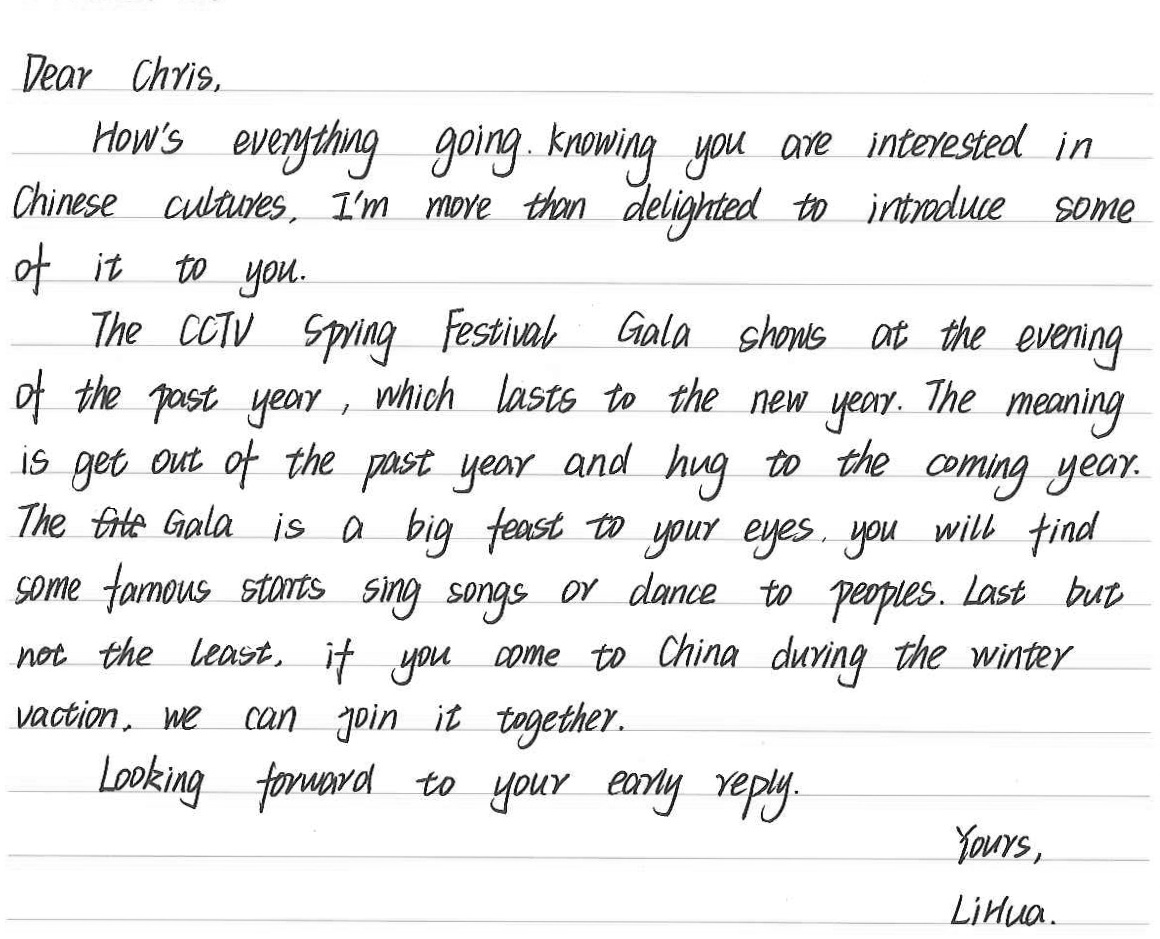 Dear Chris,
How's everything going. knowing you are interested in
Chinese cultures, I'm more than delighted to introduce some
of it to you.
The CCTV Spring Festival Gala shows at the evening
of the past year, which lasts to the new year. The meaning
is get out of the past year and hug to the coming year.
The Gala is a big feast to your eyes, you will find
some famous starts sing songs or dance to peoples. Last but
not the least, if you come to China during the winter
vaction, we can join it together.
Looking forward to your early reply.
Yours,
LiHua.